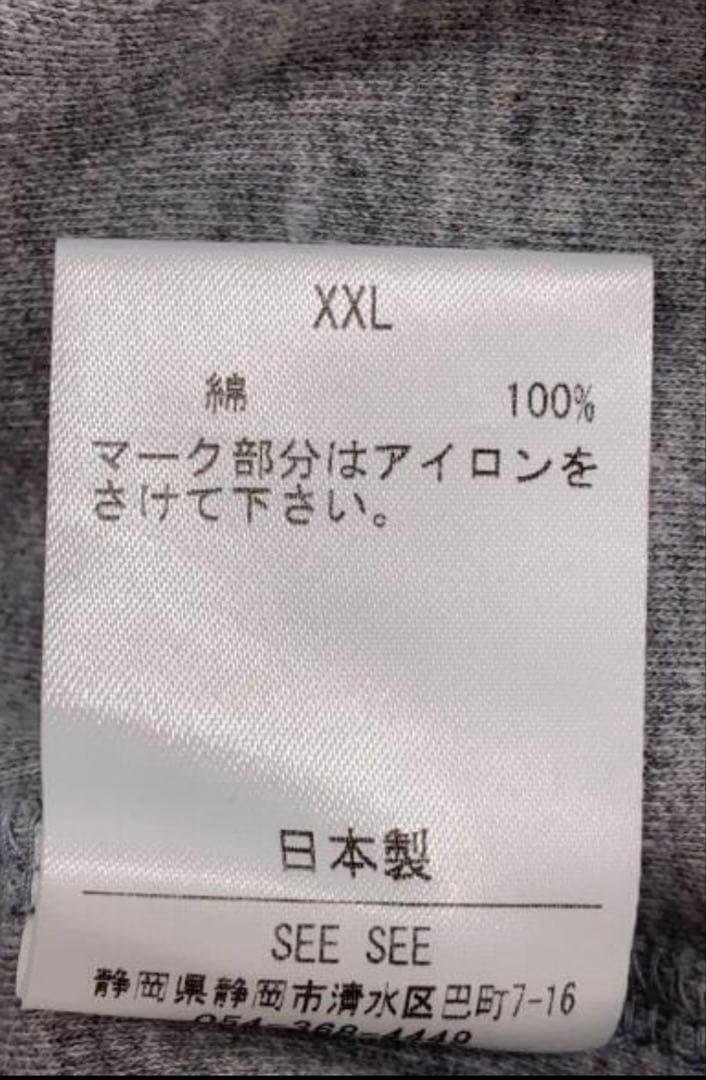 XXL
綿 100%
マーク部分はアイロンを
さけて下さい。
日本製
SEE SEE
静岡県静岡市清水区巴町7-16